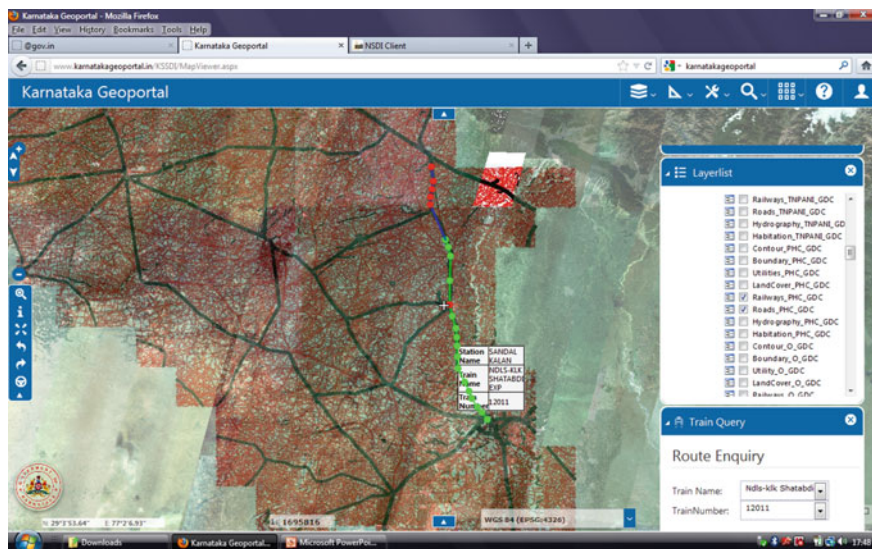 Karnataka Geoportal - Mozilla Firefox
File Edit View History Bookmarks Tools Help
@gov.in
Karnataka Geoportal
NSDI Client
www.karnatakageoportal.in/KSSDI/MapViewer.aspx
karnatakageoportal
Karnataka Geoportal
Layerlist
Railways_TNPANI_GDC
Roads_TNPANI_GDC
Hydrography_TNPANI_GD
Habitation_TNPANI_GDC
Contour_PHC_GDC
Boundary_PHC_GDC
Utilities_PHC_GDC
LandCover_PHC_GDC
Railways_PHC_GDC
Roads_PHC_GDC
Hydrography_PHC_GDC
Habitation_PHC_GDC
Contour_O_GDC
Boundary_O_GDC
Utility_O_GDC
LandCover_O_GDC
Railways_O_GDC
Station Name SANDAL KALAN
Train Name NDLS-KLK SHATABDI EXP
Train Number 12011
Train Query
Route Enquiry
Train Name: Ndls-klk Shatabdi
TrainNumber: 12011
N: 29°3'53.64" E: 77°2'6.93"
1: 1695816
WGS 84 (EPSG:4326)
Downloads
Karnataka Geoportal...
Microsoft PowerPoi...
17:48